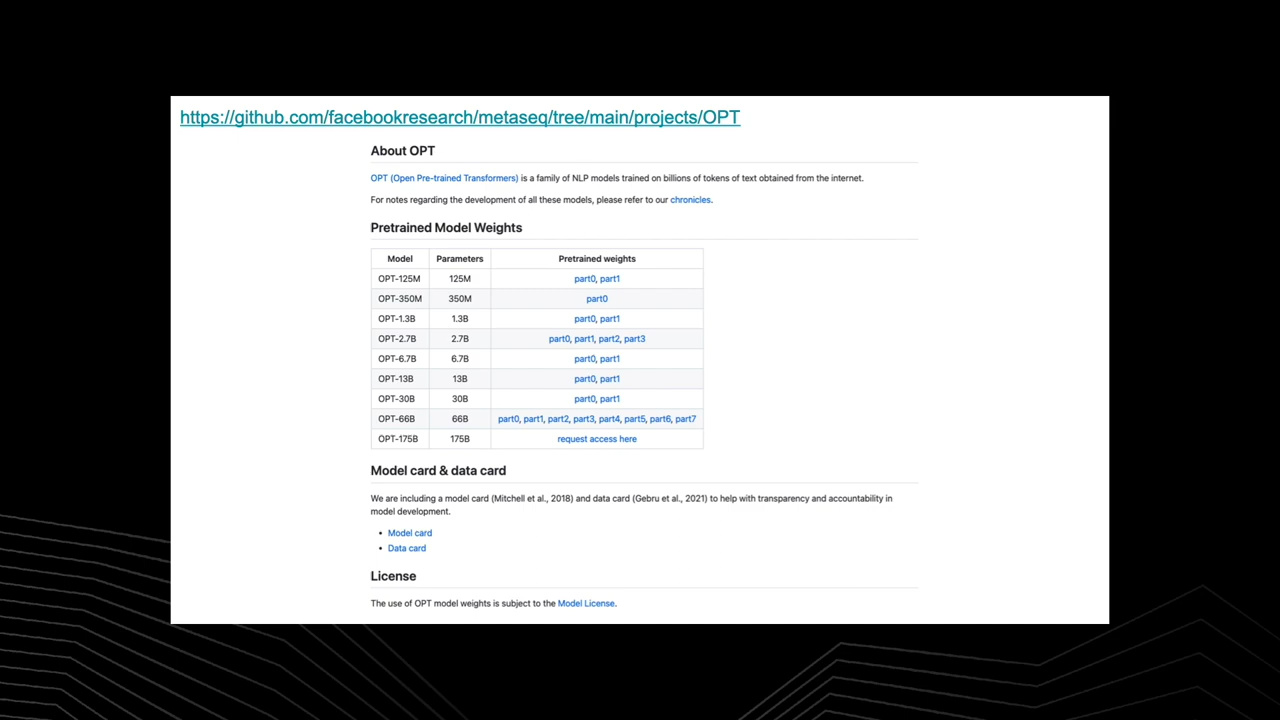 https://github.com/facebookresearch/metaseq/tree/main/projects/OPT
About OPT
OPT (Open Pre-trained Transformers) is a family of NLP models trained on billions of tokens of text obtained from the internet.
For notes regarding the development of all these models, please refer to our chronicles.
Pretrained Model Weights
Model Parameters Pretrained weights
OPT-125M 125M part0, part1
OPT-350M 350M part0
OPT-1.3B 1.3B part0, part1
OPT-2.7B 2.7B part0, part1, part2, part3
OPT-6.7B 6.7B part0, part1
OPT-13B 13B part0, part1
OPT-30B 30B part0, part1
OPT-66B 66B part0, part1, part2, part3, part4, part5, part6, part7
OPT-175B 175B request access here
Model card & data card
We are including a model card (Mitchell et al., 2018) and data card (Gebru et al., 2021) to help with transparency and accountability in
model development.
• Model card
• Data card
License
The use of OPT model weights is subject to the Model License.